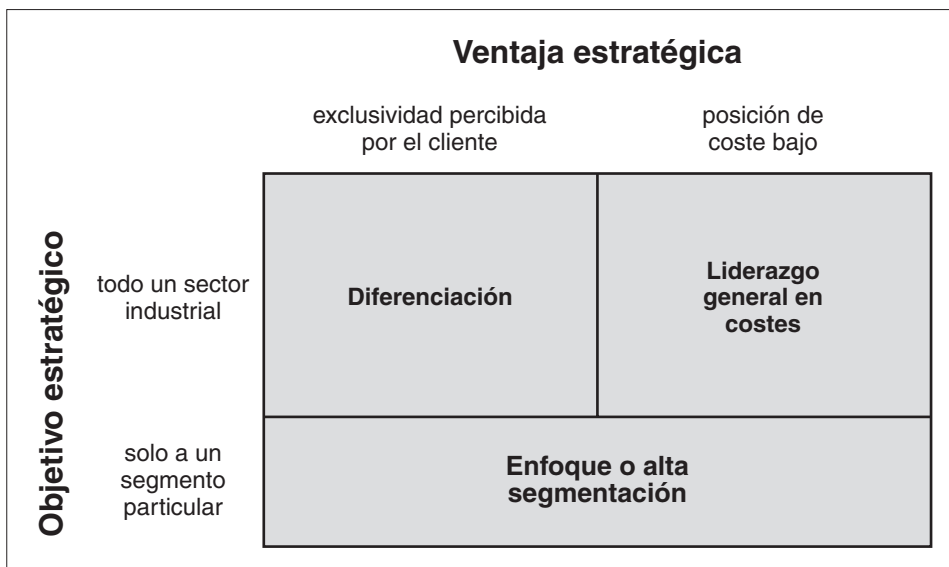 Ventaja estratégica
exclusividad percibida
por el cliente
posición de
coste bajo
Objetivo estratégico
todo un sector
industrial
Diferenciación
Liderazgo
general en
costes
solo a un
segmento
particular
Enfoque o alta
segmentación